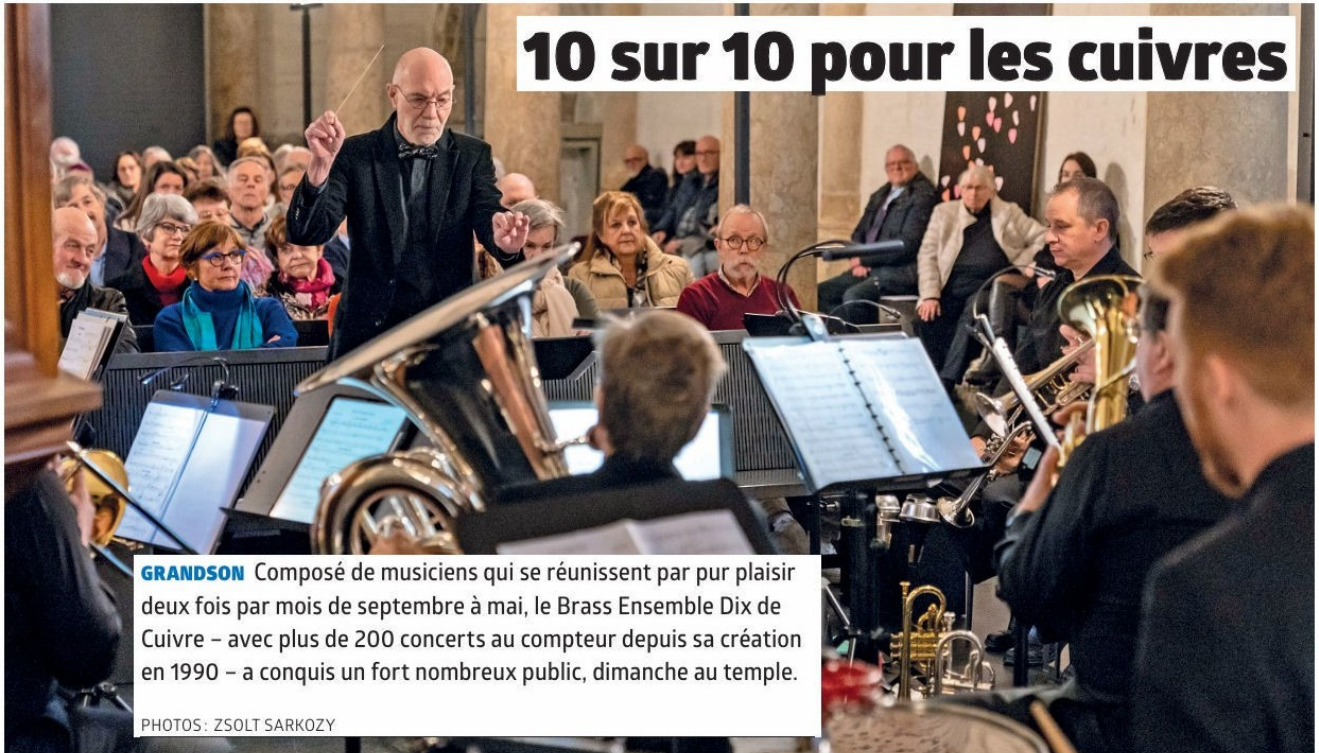 10 sur 10 pour les cuivres
GRANDSON Composé de musiciens qui se réunissent par pur plaisir
deux fois par mois de septembre à mai, le Brass Ensemble Dix de
Cuivre – avec plus de 200 concerts au compteur depuis sa création
en 1990 – a conquis un fort nombreux public, dimanche au temple.
PHOTOS: ZSOLT SARKOZY